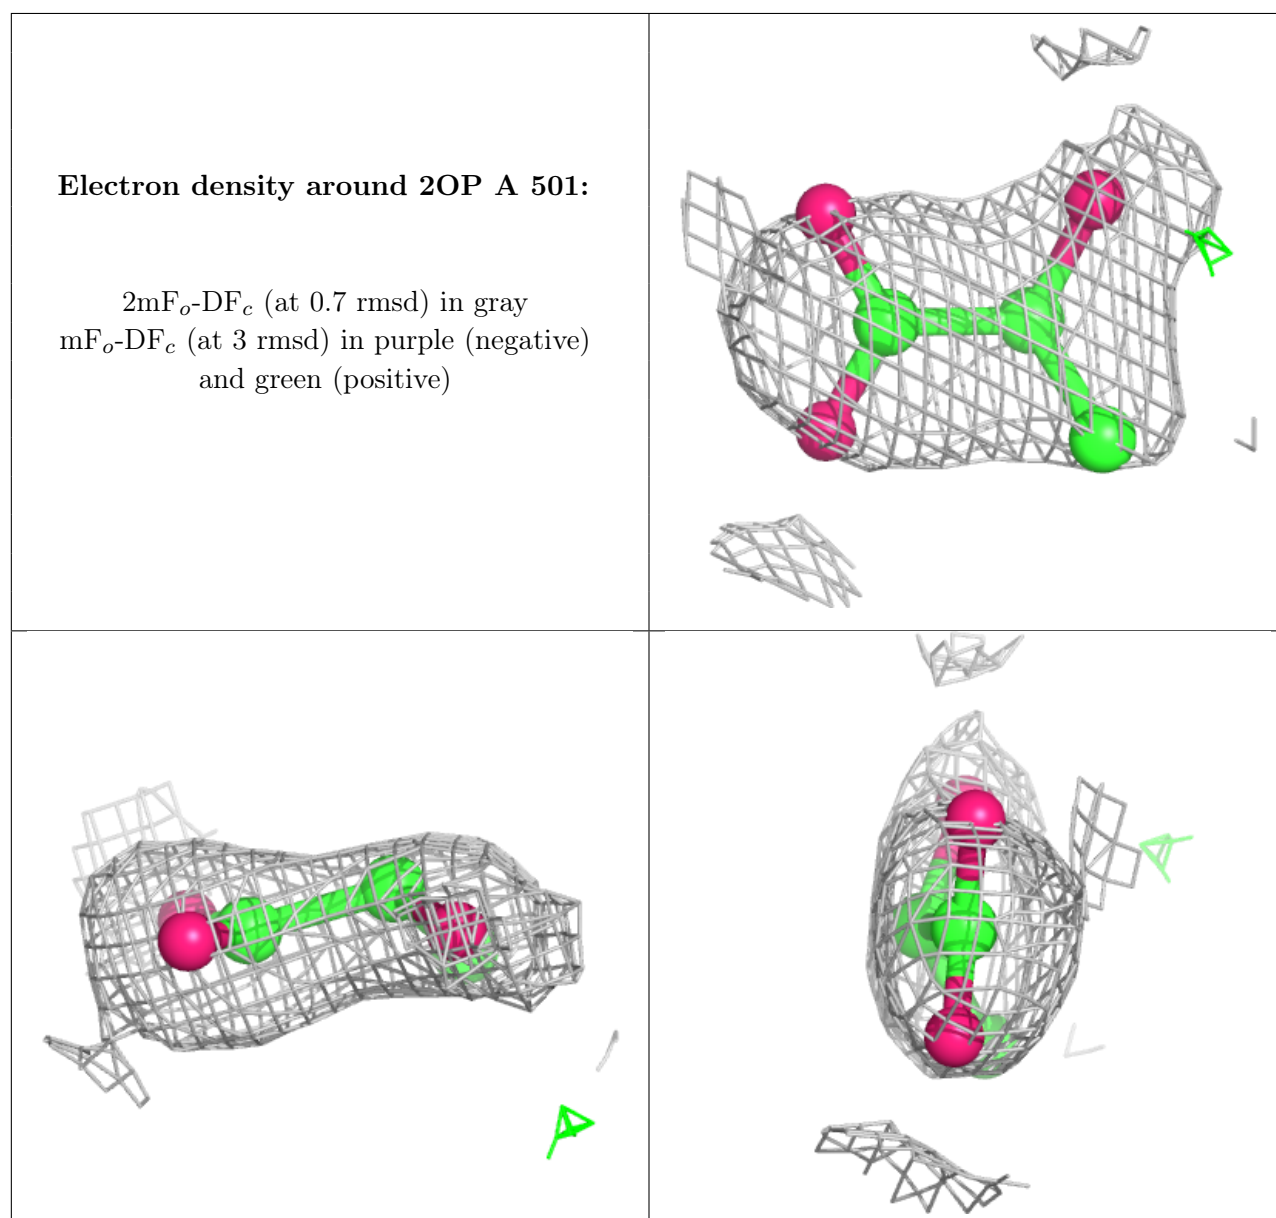 Electron density around 2OP A 501:
2mFo-DFc (at 0.7 rmsd) in gray
mFo-DFc (at 3 rmsd) in purple (negative)
and green (positive)